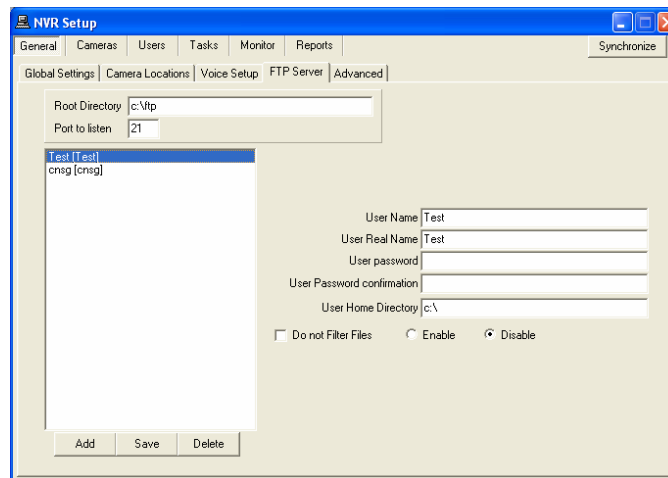 NVR Setup
General Cameras Users Tasks Monitor Reports Synchronize
Global Settings Camera Locations Voice Setup FTP Server Advanced
Root Directory c:\ftp
Port to listen 21
Test [Test]
cnsg [cnsg]
User Name Test
User Real Name Test
User password
User Password confirmation
User Home Directory c:\
Do not Filter Files Enable Disable
Add Save Delete